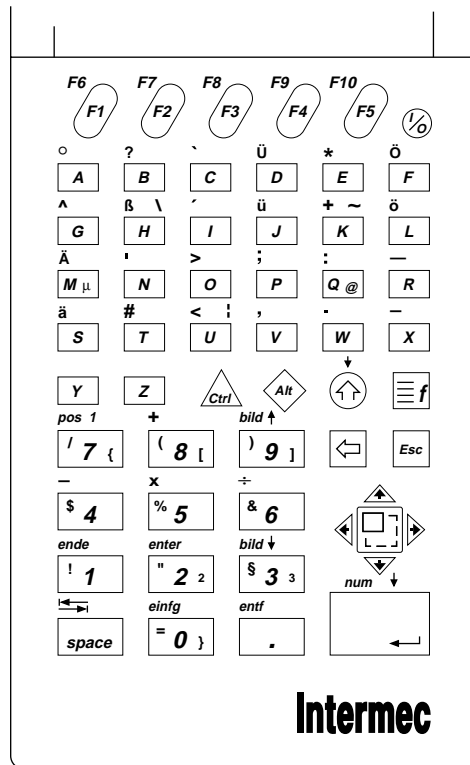 F6 F7 F8 F9 F10
F1 F2 F3 F4 F5 I/O
° ? ` Ü * Ö
A B C D E F
^ ß \ ´ ü + ~ ö
G H I J K L
Ä ' > ; : —
M µ N O P Q @ R
ä # < ¦ , . –
S T U V W X
Y Z Ctrl Alt f
pos 1 + bild
/ 7 { ( 8 [ ) 9 ] Esc
– x ÷
$ 4 % 5 & 6
ende enter bild
! 1 " 2 2 § 3 3
num
einfg entf
space = 0 } .
Intermec